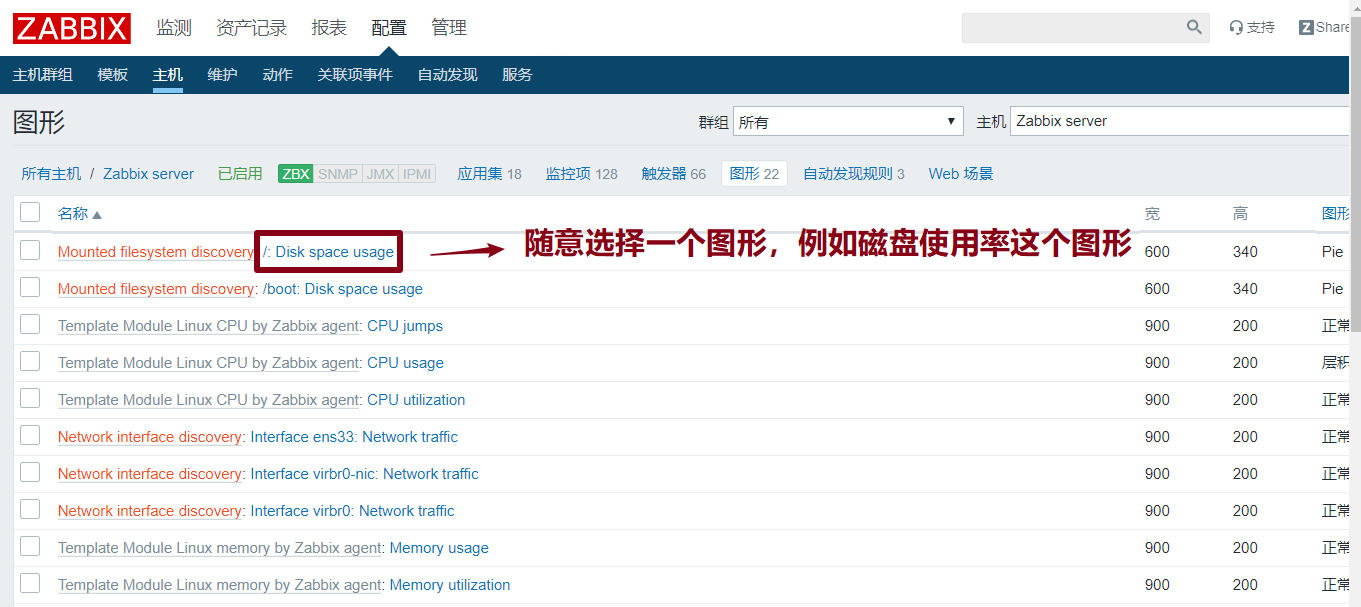 ZABBIX 监测 资产记录 报表 配置 管理 支持 Z Share
主机群组 模板 主机 维护 动作 关联项事件 自动发现 服务
图形 群组 所有 主机 Zabbix server
所有主机 / Zabbix server 已启用 ZBX SNMP JMX IPMI 应用集 18 监控项 128 触发器 66 图形 22 自动发现规则 3 Web 场景
名称 宽 高 图形
Mounted filesystem discovery /: Disk space usage 随意选择一个图形，例如磁盘使用率这个图形 600 340 Pie
Mounted filesystem discovery: /boot: Disk space usage 600 340 Pie
Template Module Linux CPU by Zabbix agent: CPU jumps 900 200 正常
Template Module Linux CPU by Zabbix agent: CPU usage 900 200 层积
Template Module Linux CPU by Zabbix agent: CPU utilization 900 200 正常
Network interface discovery: Interface ens33: Network traffic 900 200 正常
Network interface discovery: Interface virbr0-nic: Network traffic 900 200 正常
Network interface discovery: Interface virbr0: Network traffic 900 200 正常
Template Module Linux memory by Zabbix agent: Memory usage 900 200 正常
Template Module Linux memory by Zabbix agent: Memory utilization 900 200 正常